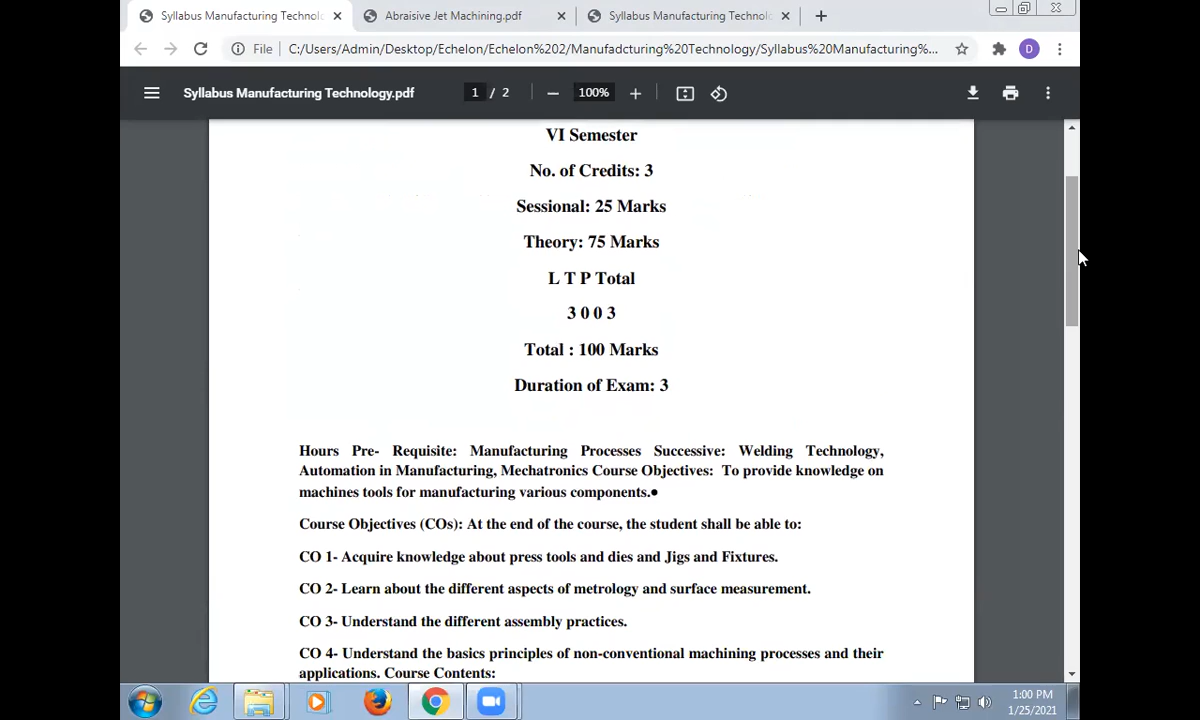 Syllabus Manufacturing Technol
Abraisive Jet Machining.pdf
Syllabus Manufacturing Technol
File
C:/Users/Admin/Desktop/Echelon/Echelon%202/Manufadcturing%20Technology/Syllabus%20Manufacturing%...
D
Syllabus Manufacturing Technology.pdf
1 / 2
100%
VI Semester
No. of Credits: 3
Sessional: 25 Marks
Theory: 75 Marks
L T P Total
3 0 0 3
Total : 100 Marks
Duration of Exam: 3
Hours Pre- Requisite: Manufacturing Processes Successive: Welding Technology,
Automation in Manufacturing, Mechatronics Course Objectives: To provide knowledge on
machines tools for manufacturing various components.•
Course Objectives (COs): At the end of the course, the student shall be able to:
CO 1- Acquire knowledge about press tools and dies and Jigs and Fixtures.
CO 2- Learn about the different aspects of metrology and surface measurement.
CO 3- Understand the different assembly practices.
CO 4- Understand the basics principles of non-conventional machining processes and their
applications. Course Contents:
1:00 PM
1/25/2021